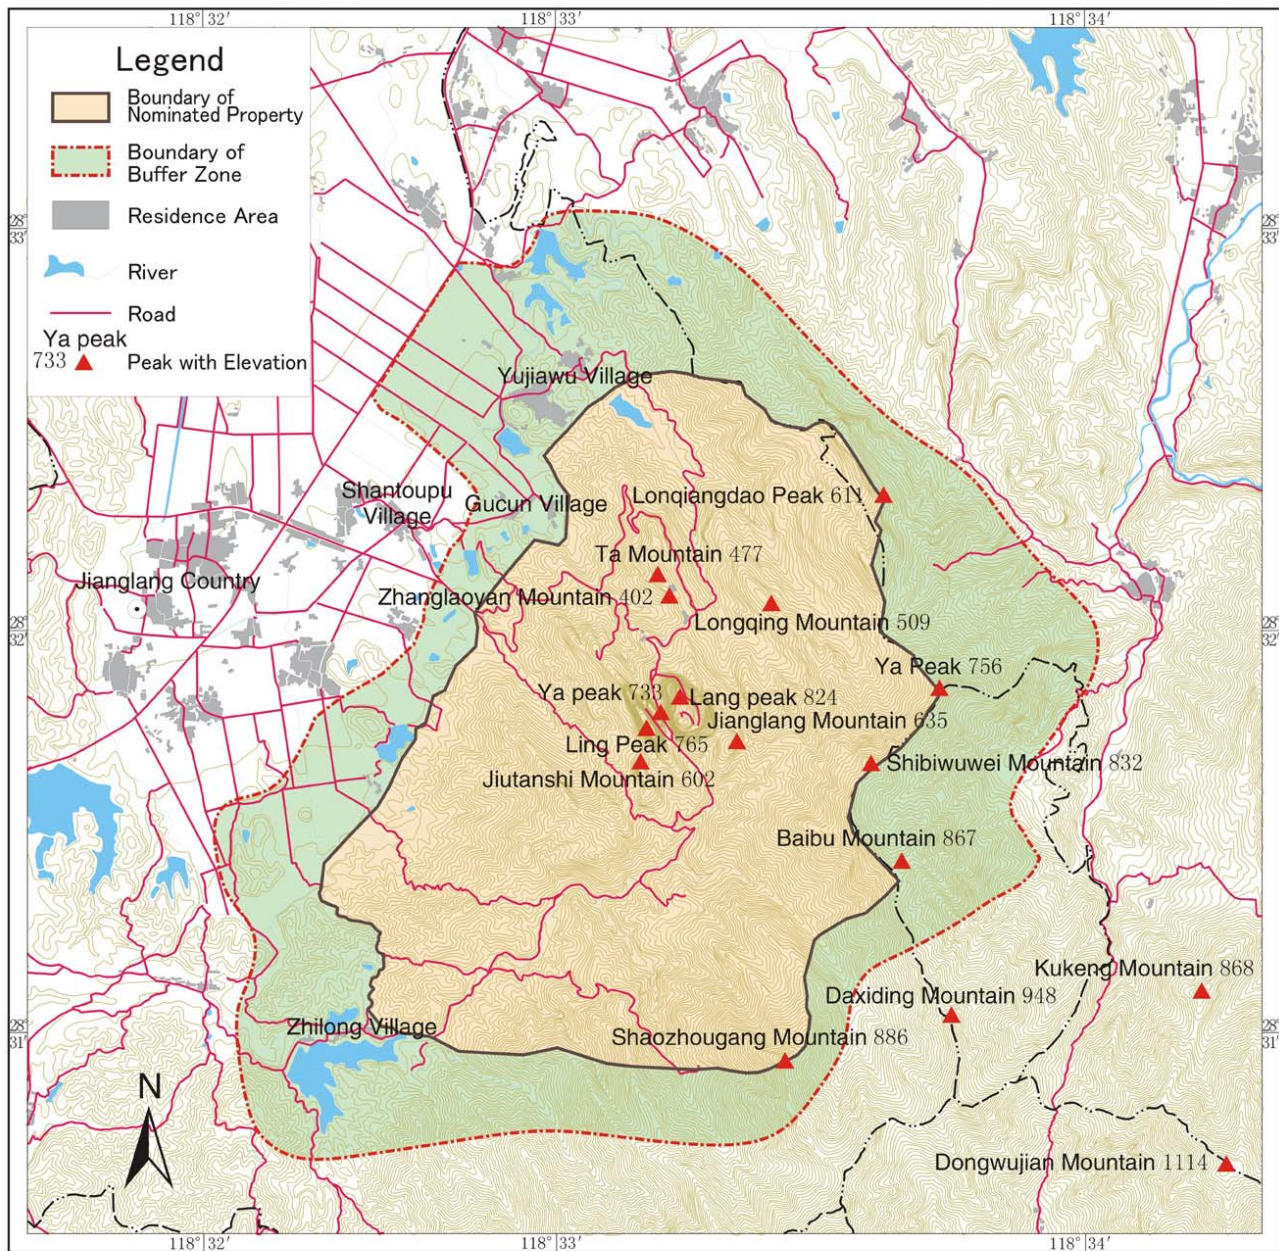 118°32′
118°33′
118°34′
Legend
Boundary of
Nominated Property
Boundary of
Buffer Zone
Residence Area
River
Road
Ya peak
733
Peak with Elevation
28°
33′
28°
33′
Yujiawu Village
Shantoupu
Village
Gucun Village
Lonqiangdao Peak 611
Ta Mountain 477
Jianglang Country
Zhanglaoyan Mountain 402
Longqing Mountain 509
28°
32′
28°
32′
Ya Peak 756
Ya peak 733
Lang peak 824
Jianglang Mountain 635
Ling Peak 765
Jiutanshi Mountain 602
Shibiwuwei Mountain 832
Baibu Mountain 867
Kukeng Mountain 868
Daxiding Mountain 948
Zhilong Village
Shaozhougang Mountain 886
28°
31′
28°
31′
N
Dongwujian Mountain 1114
118°32′
118°33′
118°34′